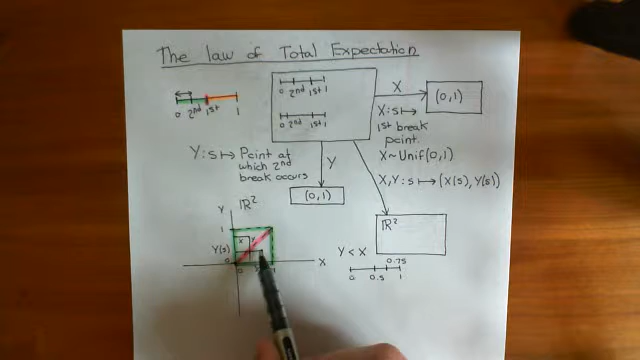 The law of Total Expectation
0 2nd 1st 1
0 2nd 1st 1
0 2nd 1st 1
X
(0,1)
X: s ↦
1st break
point.
X~Unif(0,1)
X,Y: s ↦ (X(s), Y(s))
Y: s ↦ Point at
which 2nd
break occurs
Y
(0,1)
ℝ²
Y
1
Y(s)
0
0
1
X
ℝ²
Y < X
0.75
0 0.5 1